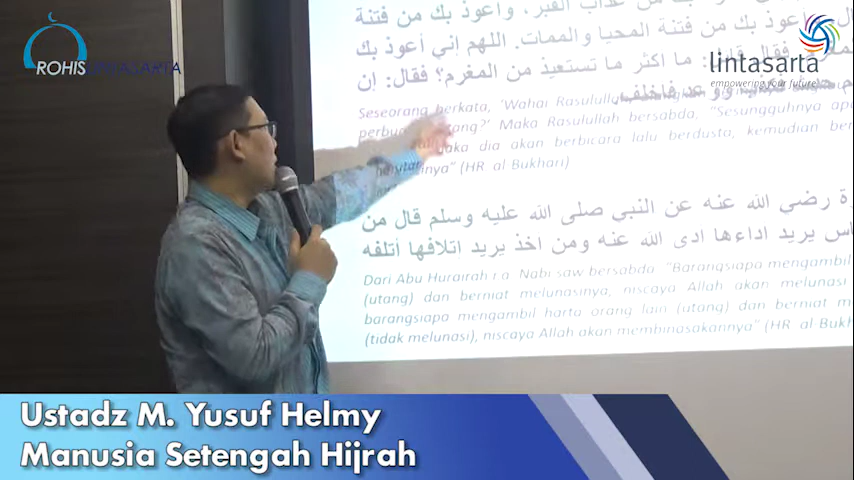 ROHIS LINTASARTA
lintasarta
empowering your future
من عذاب القبر، وأعوذ بك من فتنة
وأعوذ بك من فتنة المحيا والممات. اللهم إني أعوذ بك
ما اكثر ما تستعيذ من المغرم؟ فقال: إن
Seseorang berkata, 'Wahai Rasulullah
utang?' Maka Rasulullah bersabda, "Sesungguhnya
maka dia akan berbicara lalu berdusta, kemudian
(HR. al Bukhari)
رضي الله عنه عن النبي صلى الله عليه وسلم قال من
يريد اداءها ادى الله عنه ومن اخذ يريد اتلافها أتلفه
Dari Abu Hurairah r.a. Nabi saw bersabda "Barangsiapa mengambil
(utang) dan berniat melunasinya, niscaya Allah akan melunasi
barangsiapa mengambil harta orang lain (utang) dan berniat
(tidak melunasi), niscaya Allah akan membinasakannya" (HR. al
Ustadz M. Yusuf Helmy
Manusia Setengah Hijrah